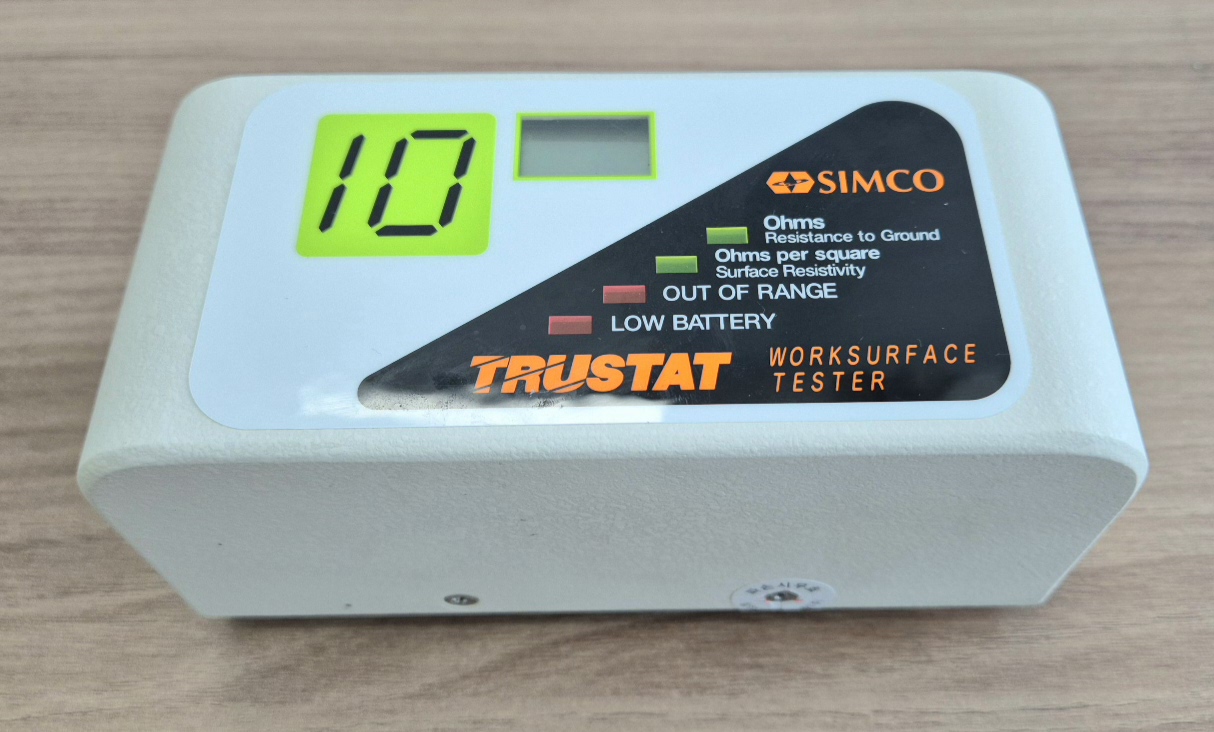 10
SIMCO
Ohms
Resistance to Ground
Ohms per square
Surface Resistivity
OUT OF RANGE
LOW BATTERY
TRUSTAT
WORKSURFACE
TESTER